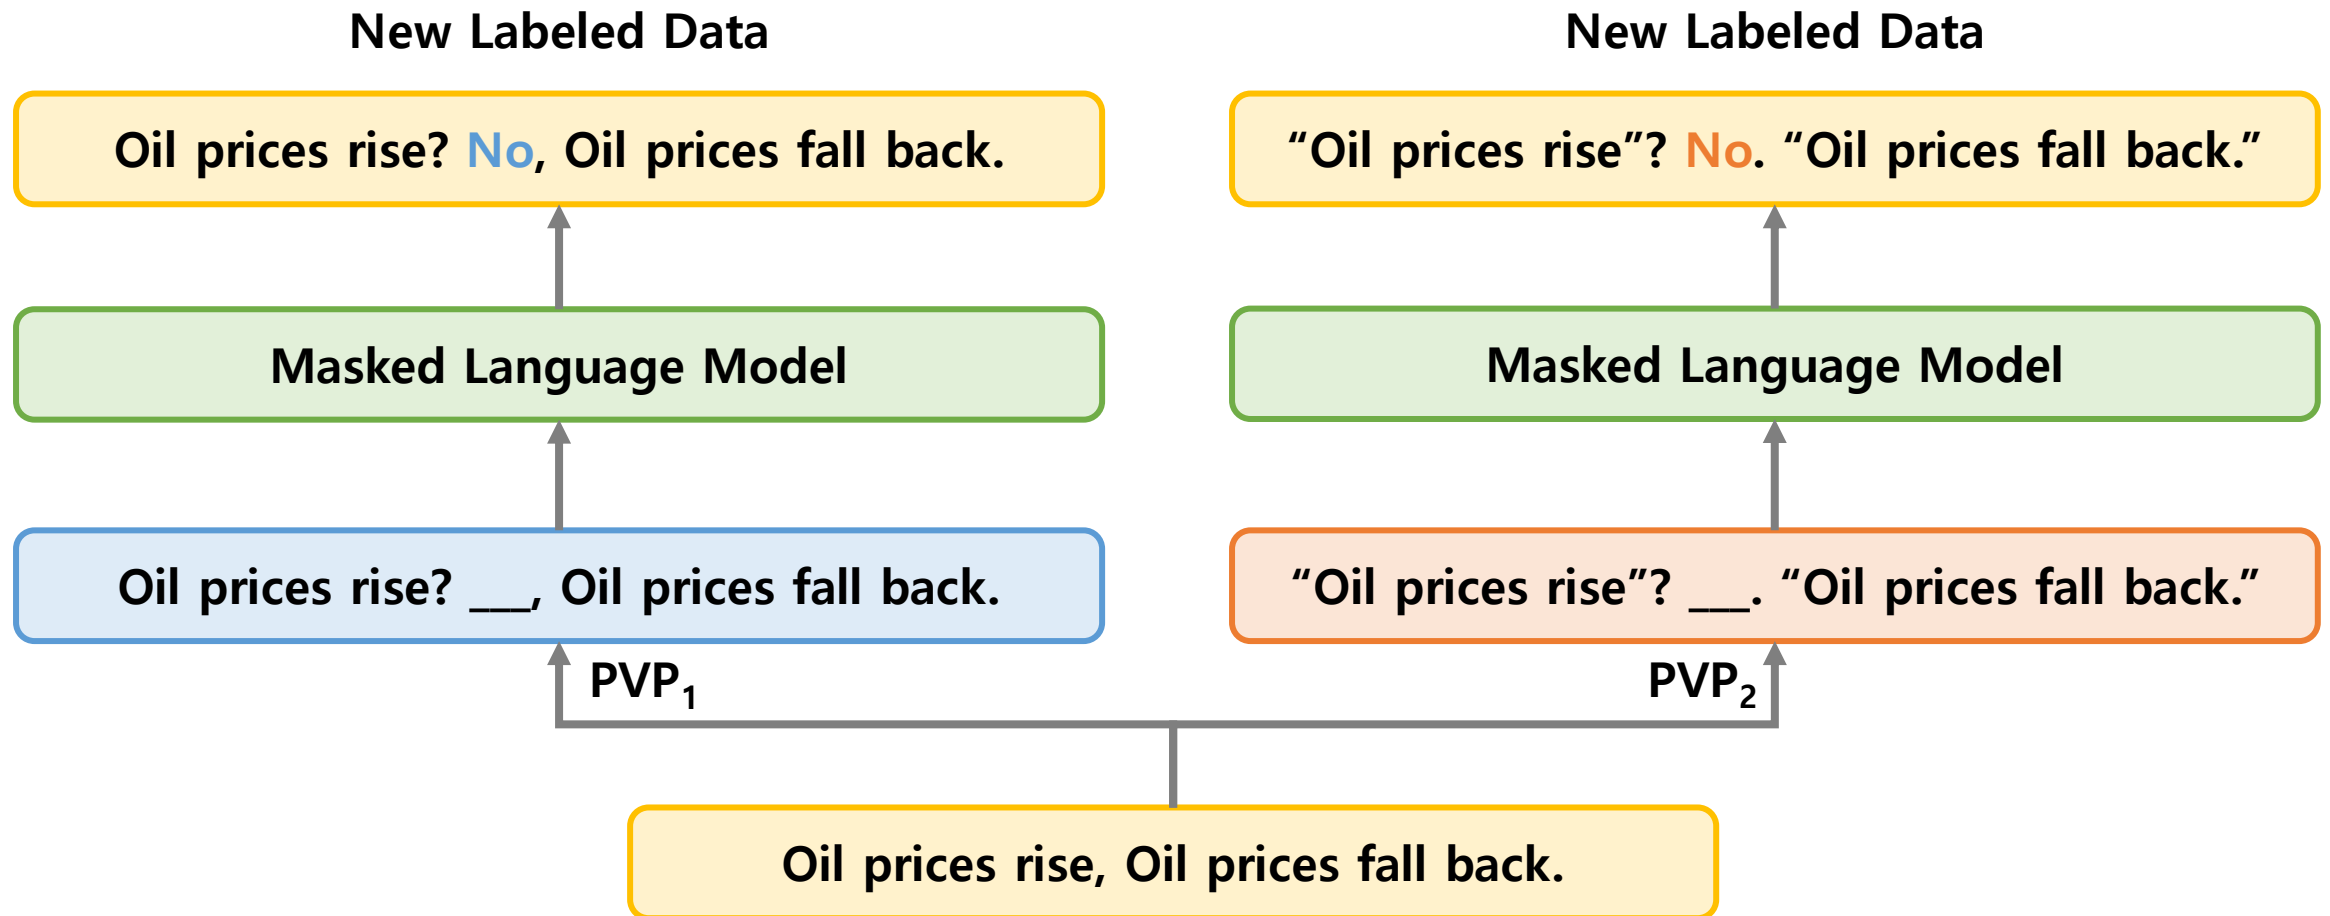 New Labeled Data
New Labeled Data
Oil prices rise? No, Oil prices fall back.
“Oil prices rise”? No. “Oil prices fall back.”
Masked Language Model
Masked Language Model
Oil prices rise? ___, Oil prices fall back.
“Oil prices rise”? ___. “Oil prices fall back.”
PVP₁
PVP₂
Oil prices rise, Oil prices fall back.